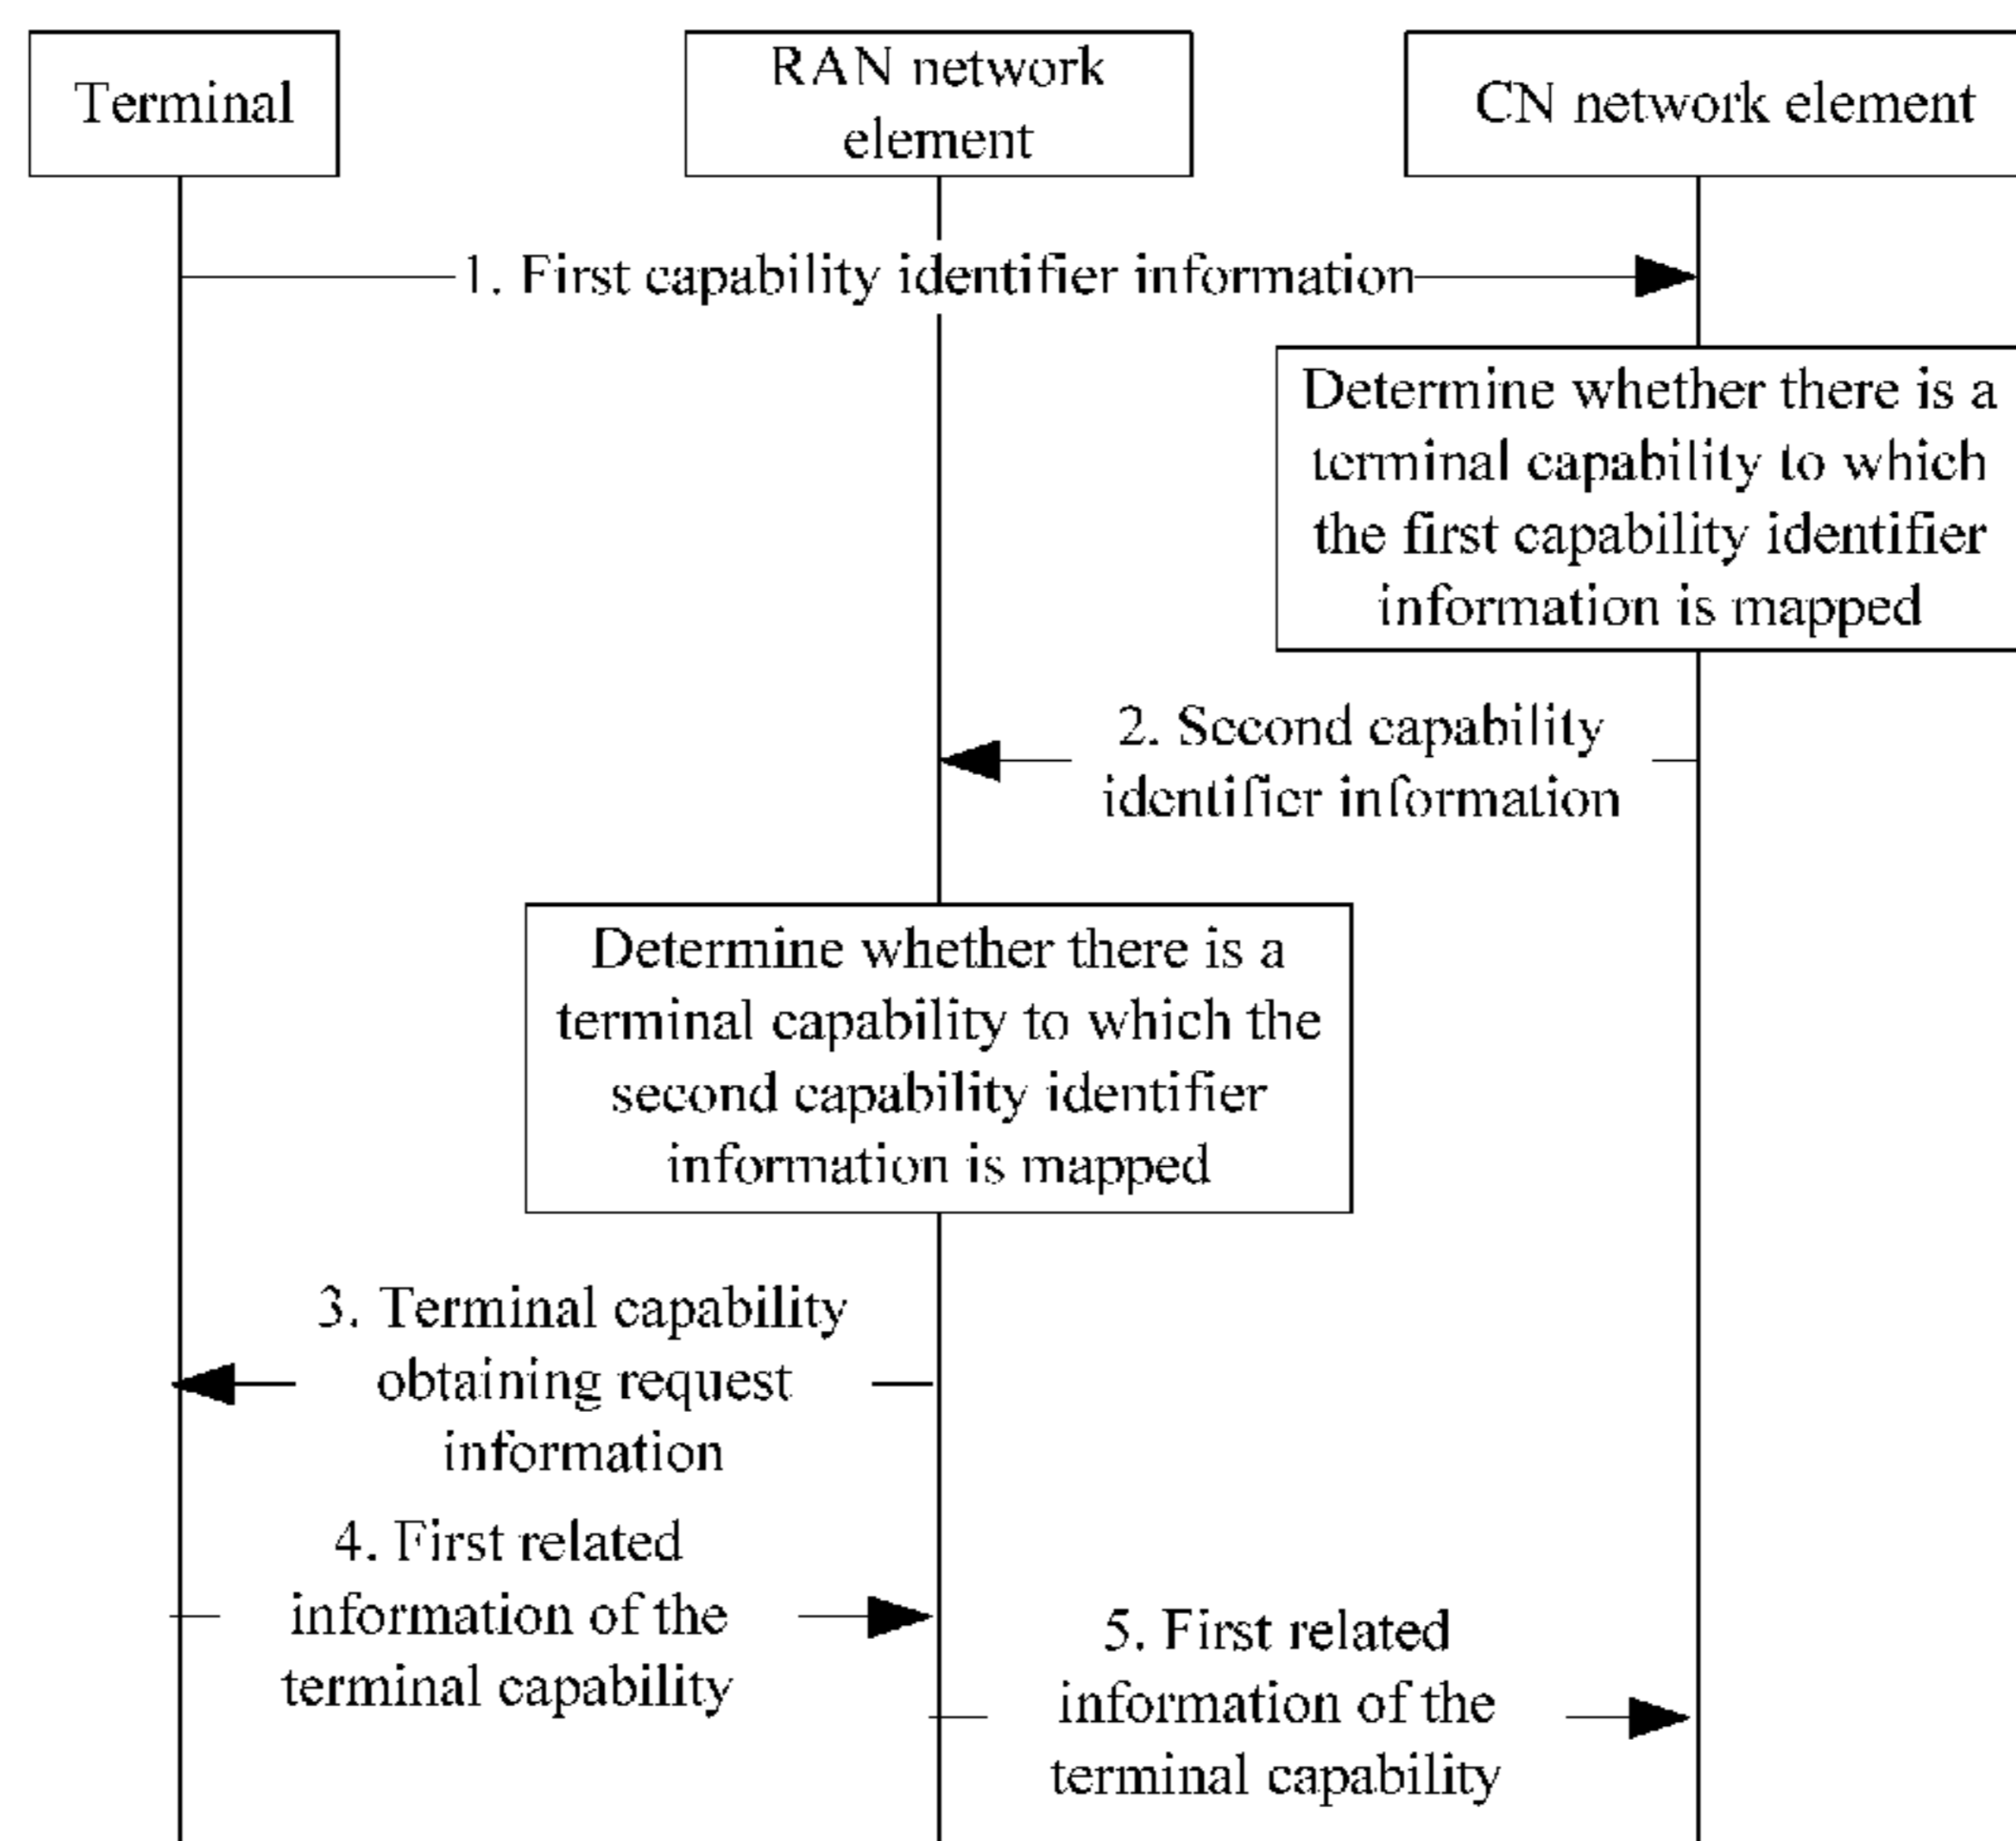 Terminal
RAN network
element
CN network element
1. First capability identifier information
Determine whether there is a
terminal capability to which
the first capability identifier
information is mapped
2. Second capability
identifier information
Determine whether there is a
terminal capability to which the
second capability identifier
information is mapped
3. Terminal capability
obtaining request
information
4. First related
information of the
terminal capability
5. First related
information of the
terminal capability